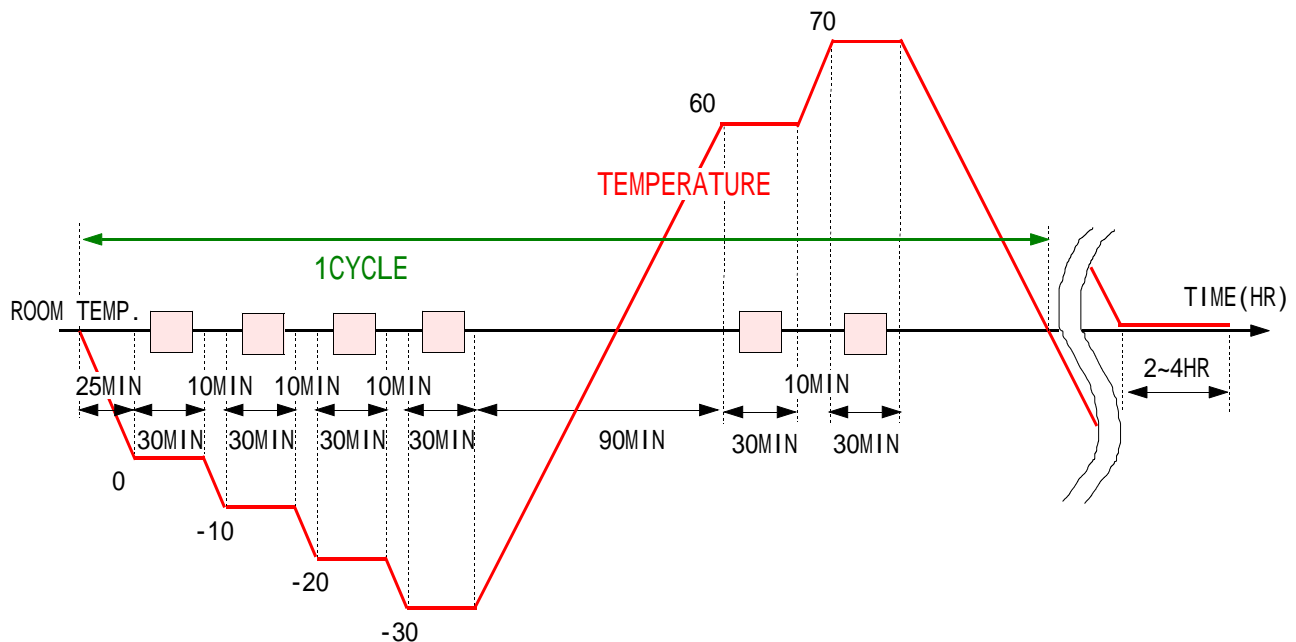 70
60
TEMPERATURE
1CYCLE
ROOM TEMP.
TIME(HR)
25MIN
10MIN
10MIN
10MIN
10MIN
2~4HR
30MIN
30MIN
30MIN
30MIN
90MIN
30MIN
30MIN
0
-10
-20
-30